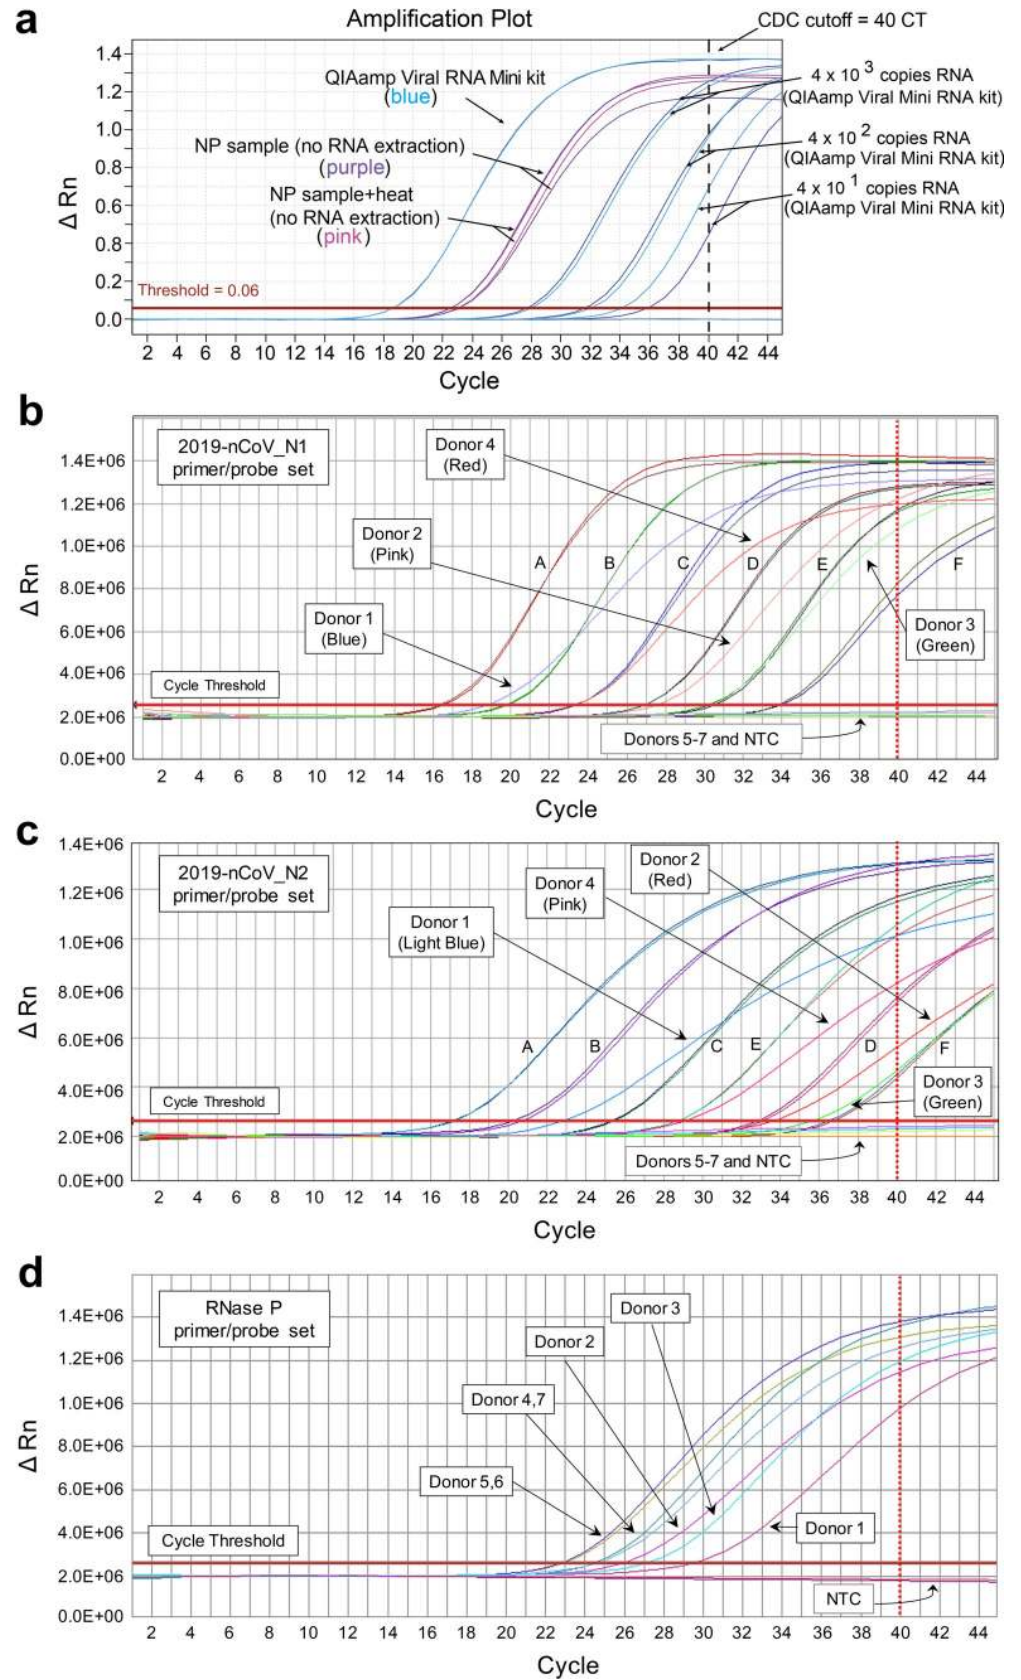 a
Amplification Plot
CDC cutoff = 40 CT
QIAamp Viral RNA Mini kit
(blue)
4 x 10 3 copies RNA
(QIAamp Viral Mini RNA kit)
NP sample (no RNA extraction)
(purple)
4 x 10 2 copies RNA
(QIAamp Viral Mini RNA kit)
NP sample+heat
(no RNA extraction)
(pink)
4 x 10 1 copies RNA
(QIAamp Viral Mini RNA kit)
Threshold = 0.06
Δ Rn
1.4
1.2
1.0
0.8
0.6
0.8
0.2
0.0
2 4 6 8 10 12 14 16 18 20 22 24 26 28 30 32 34 36 38 40 42 44
Cycle
b
2019-nCoV_N1
primer/probe set
Donor 4
(Red)
Donor 2
(Pink)
Donor 1
(Blue)
A B C D E F
Donor 3
(Green)
Cycle Threshold
Donors 5-7 and NTC
Δ Rn
1.4E+06
1.2E+06
1.0E+06
8.0E+06
6.0E+06
4.0E+06
2.0E+06
0.0E+00
2 4 6 8 10 12 14 16 18 20 22 24 26 28 30 32 34 36 38 40 42 44
Cycle
c
2019-nCoV_N2
primer/probe set
Donor 2
(Red)
Donor 4
(Pink)
Donor 1
(Light Blue)
A B C E D F
Donor 3
(Green)
Cycle Threshold
Donors 5-7 and NTC
Δ Rn
1.4E+06
1.2E+06
1.0E+06
8.0E+06
6.0E+06
4.0E+06
2.0E+06
0.0E+00
2 4 6 8 10 12 14 16 18 20 22 24 26 28 30 32 34 36 38 40 42 44
Cycle
d
RNase P
primer/probe set
Donor 3
Donor 2
Donor 4,7
Donor 5,6
Donor 1
Cycle Threshold
NTC
Δ Rn
1.4E+06
1.2E+06
1.0E+06
8.0E+06
6.0E+06
4.0E+06
2.0E+06
0.0E+00
2 4 6 8 10 12 14 16 18 20 22 24 26 28 30 32 34 36 38 40 42 44
Cycle